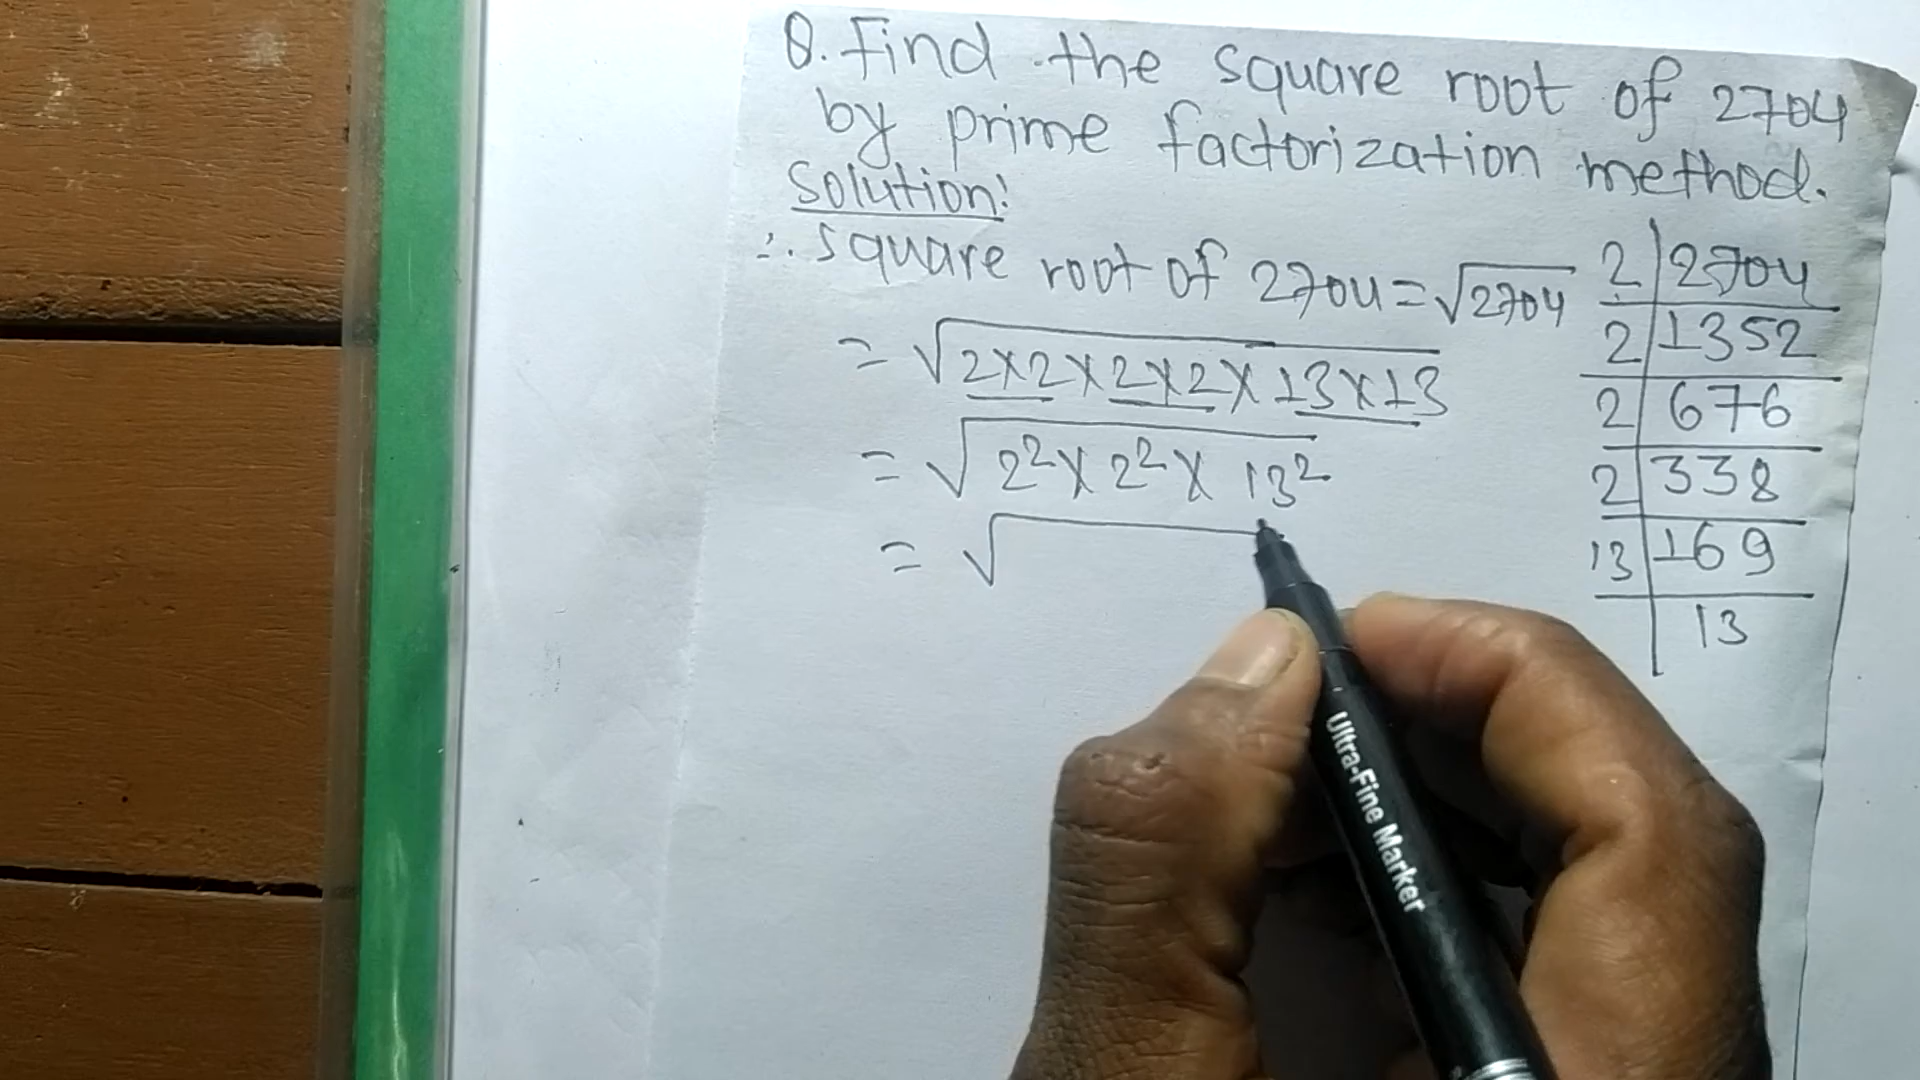 Q. Find the square root of 2704
by prime factorization method.
Solution:
∴ Square root of 2704 = √2704
= √2×2×2×2×13×13
= √2²×2²×13²
= √
2 | 2704
2 | 1352
2 | 676
2 | 338
13 | 169
| 13
Ultra-Fine Marker